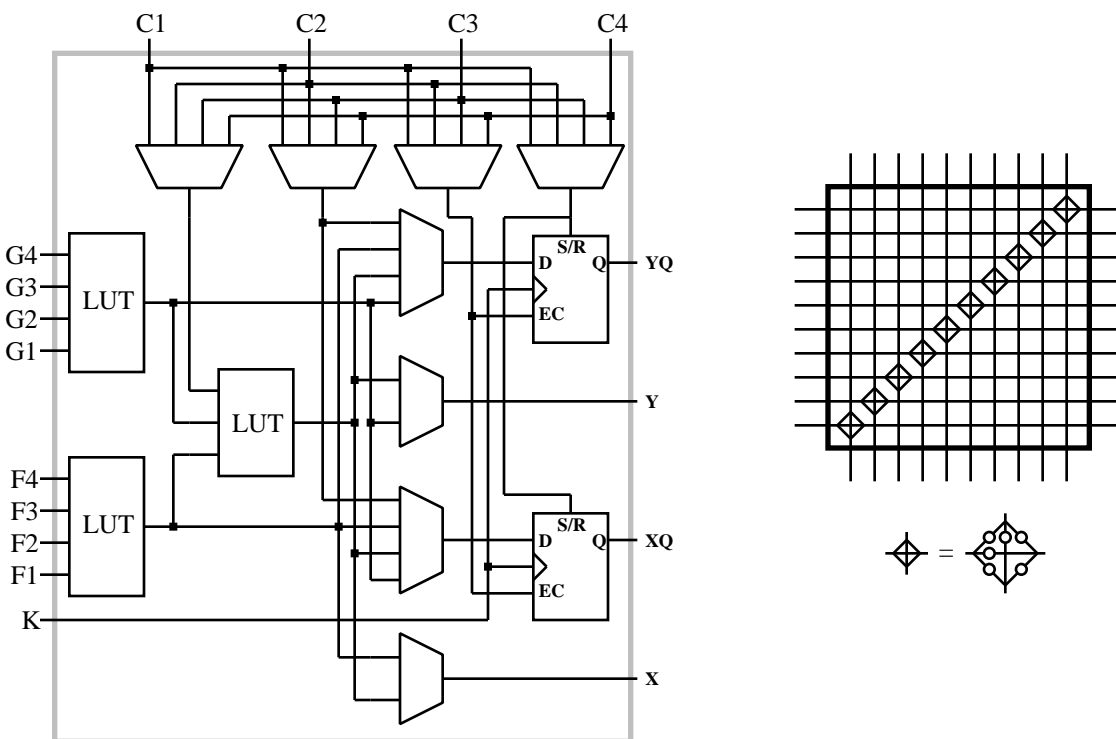 C1 C2 C3 C4
G4
G3
G2
G1
LUT
S/R
D Q YQ
EC
LUT
Y
F4
F3
F2
F1
LUT
S/R
D Q XQ
EC
K
X
=